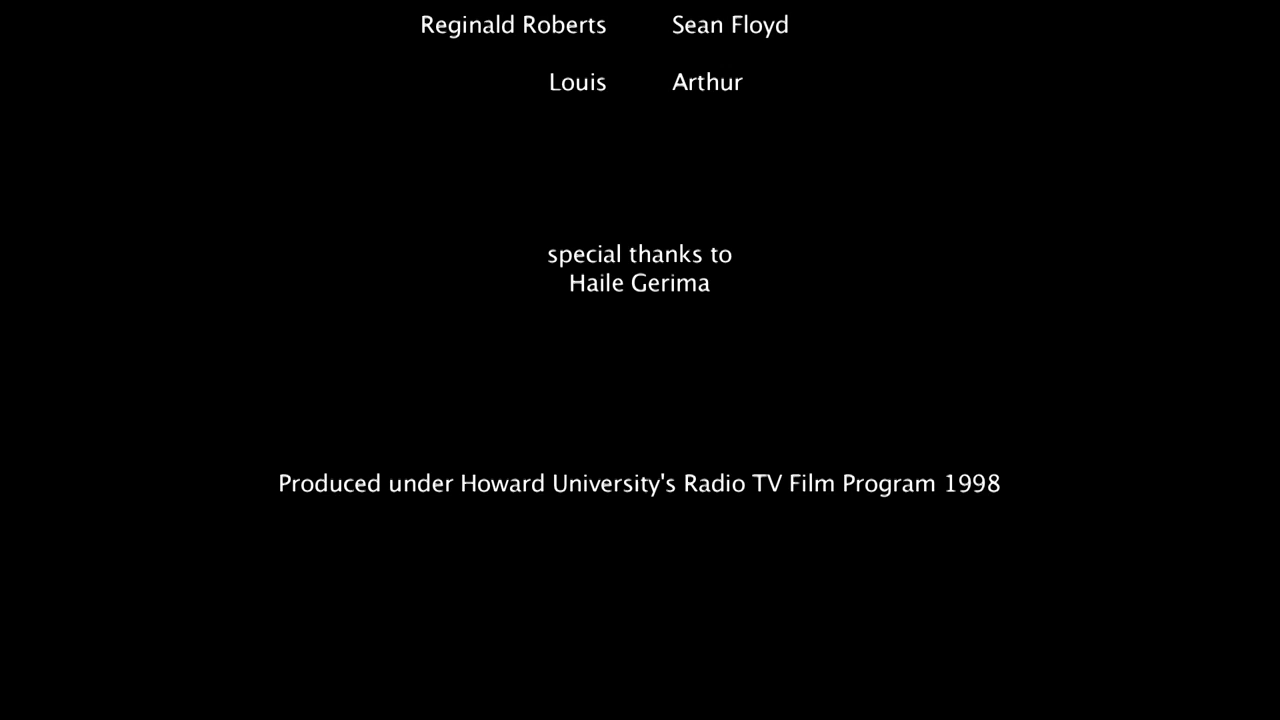 Reginald Roberts Sean Floyd
Louis Arthur
special thanks to
Haile Gerima
Produced under Howard University's Radio TV Film Program 1998